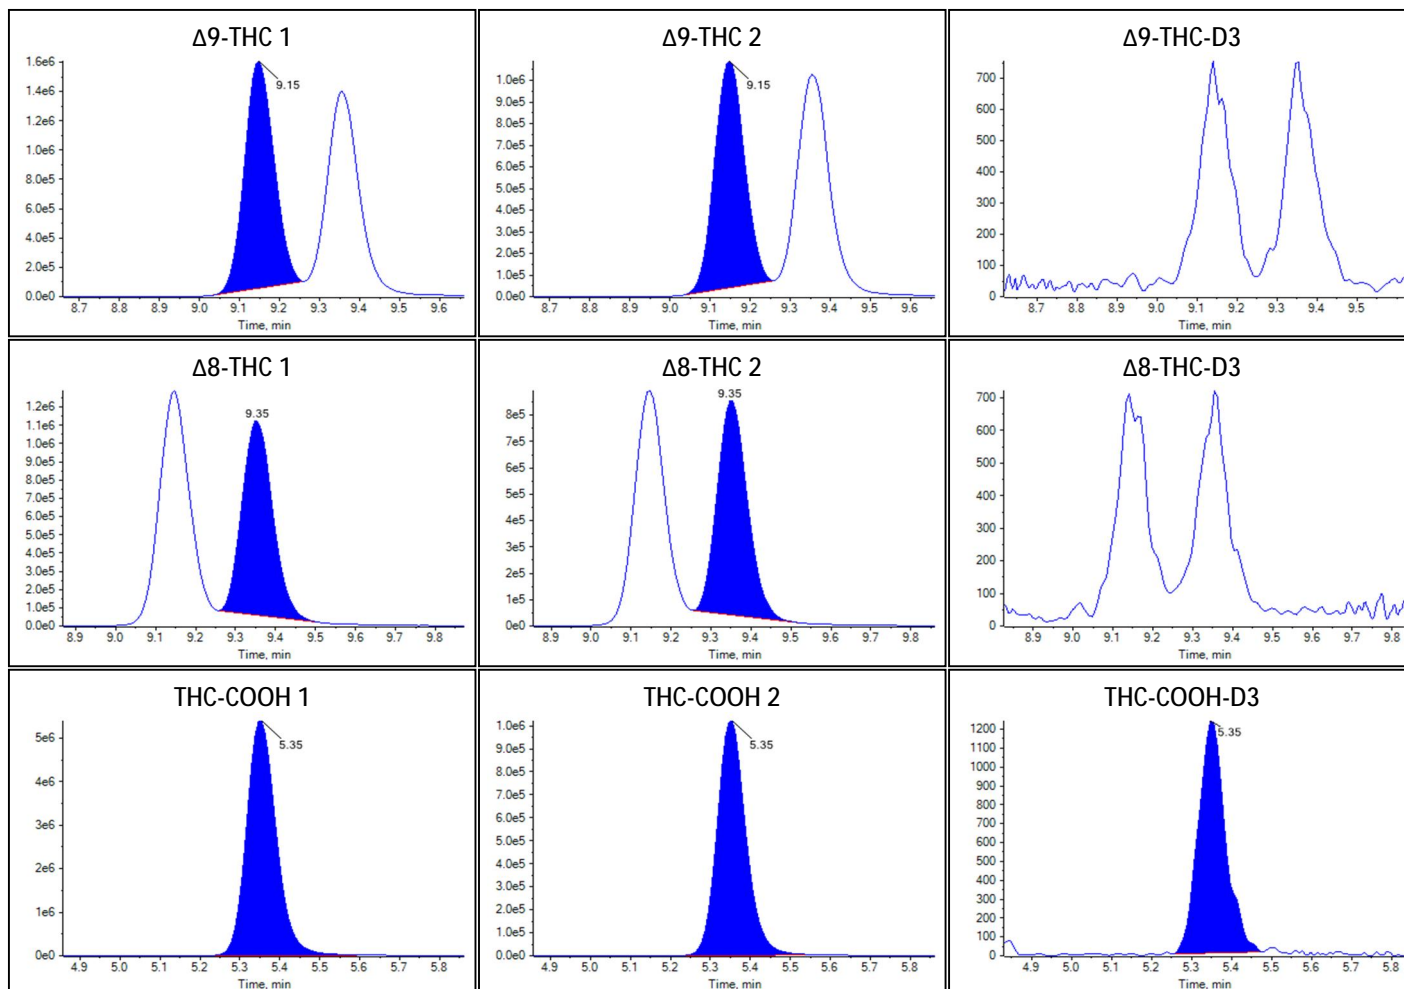 Δ9-THC 1
1.6e6
1.4e6
1.2e6
1.0e6
8.0e5
6.0e5
4.0e5
2.0e5
0.0e0
9.15
8.7 8.8 8.9 9.0 9.1 9.2 9.3 9.4 9.5 9.6
Time, min
Δ9-THC 2
1.0e6
9.0e5
8.0e5
7.0e5
6.0e5
5.0e5
4.0e5
3.0e5
2.0e5
1.0e5
0.0e0
9.15
8.7 8.8 8.9 9.0 9.1 9.2 9.3 9.4 9.5 9.6
Time, min
Δ9-THC-D3
700
600
500
400
300
200
100
0
8.7 8.8 8.9 9.0 9.1 9.2 9.3 9.4 9.5
Time, min
Δ8-THC 1
1.2e6
1.1e6
1.0e6
9.0e5
8.0e5
7.0e5
6.0e5
5.0e5
4.0e5
3.0e5
2.0e5
1.0e5
0.0e0
9.35
8.9 9.0 9.1 9.2 9.3 9.4 9.5 9.6 9.7 9.8
Time, min
Δ8-THC 2
8e5
7e5
6e5
5e5
4e5
3e5
2e5
1e5
0e0
9.35
8.9 9.0 9.1 9.2 9.3 9.4 9.5 9.6 9.7 9.8
Time, min
Δ8-THC-D3
700
600
500
400
300
200
100
0
8.9 9.0 9.1 9.2 9.3 9.4 9.5 9.6 9.7 9.8
Time, min
THC-COOH 1
5e6
4e6
3e6
2e6
1e6
0e0
5.35
4.9 5.0 5.1 5.2 5.3 5.4 5.5 5.6 5.7 5.8
Time, min
THC-COOH 2
1.0e6
9.0e5
8.0e5
7.0e5
6.0e5
5.0e5
4.0e5
3.0e5
2.0e5
1.0e5
0.0e0
5.35
4.9 5.0 5.1 5.2 5.3 5.4 5.5 5.6 5.7 5.8
Time, min
THC-COOH-D3
1200
1100
1000
900
800
700
600
500
400
300
200
100
0
5.35
4.9 5.0 5.1 5.2 5.3 5.4 5.5 5.6 5.7 5.8
Time, min